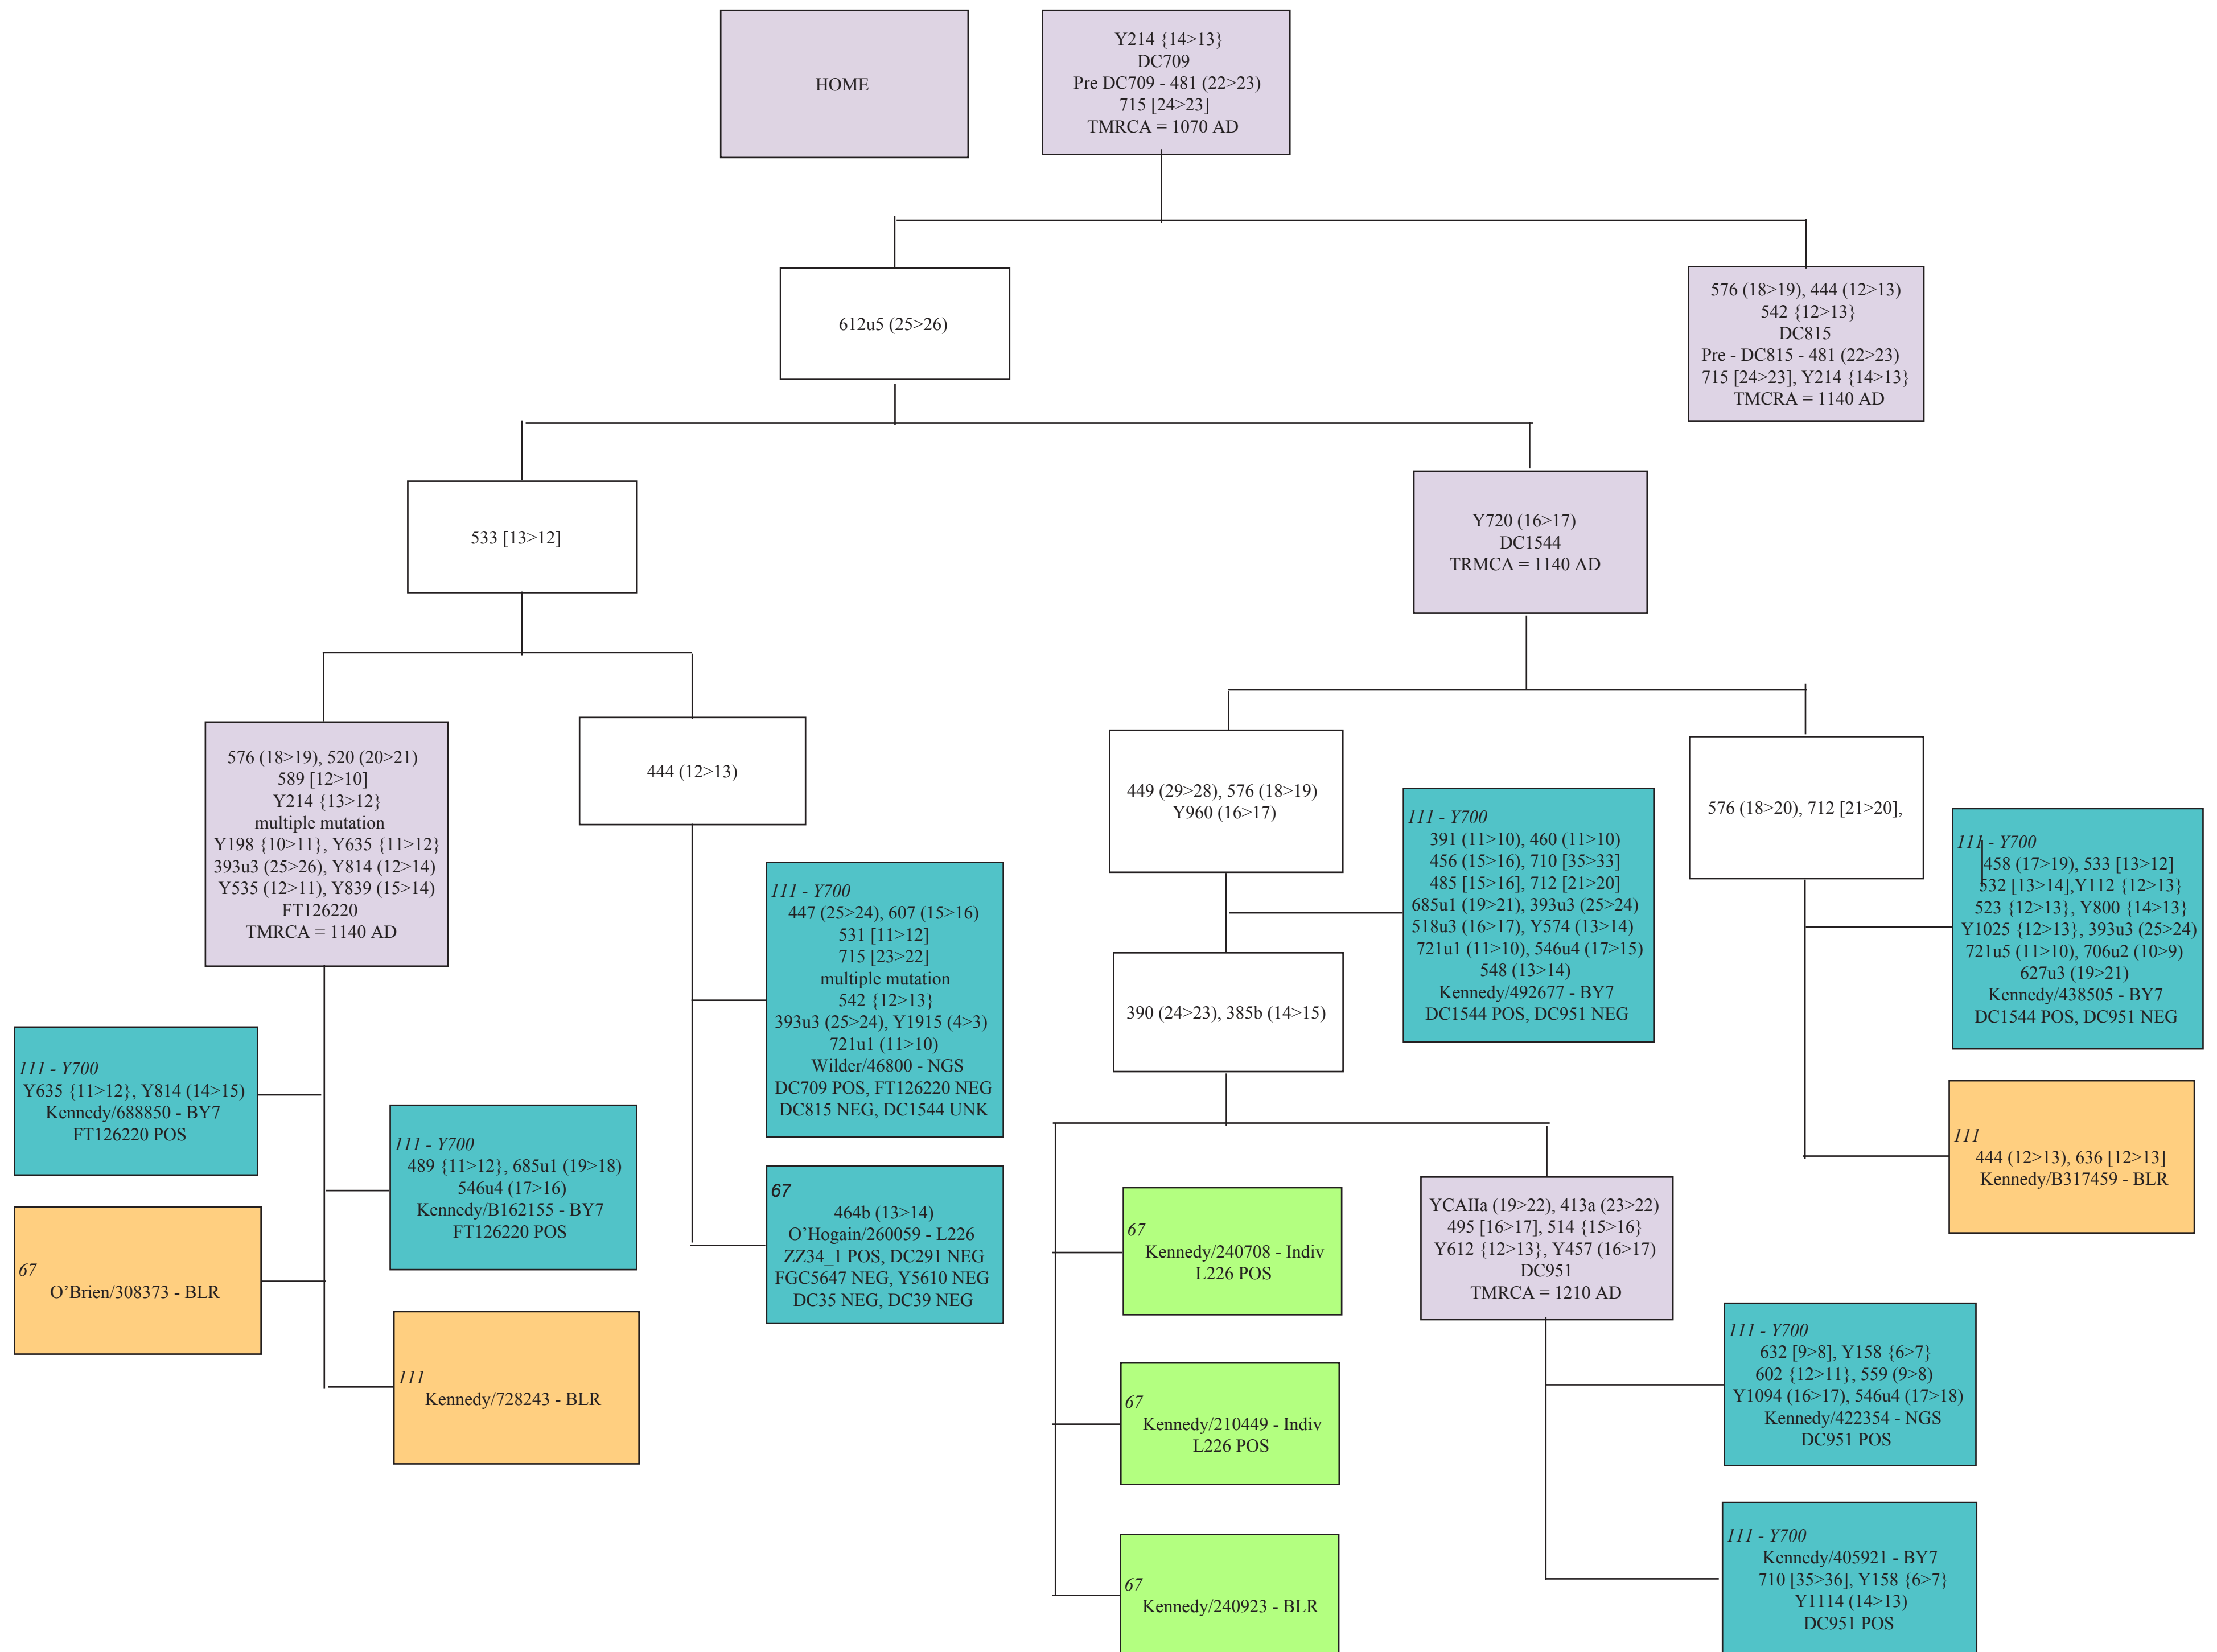 HOME
Y214 {14>13}
DC709
Pre DC709 - 481 (22>23)
715 [24>23]
TMRCA = 1070 AD
612u5 (25>26)
576 (18>19), 444 (12>13)
542 {12>13}
DC815
Pre - DC815 - 481 (22>23)
715 [24>23], Y214 {14>13}
TMCRA = 1140 AD
533 [13>12]
Y720 (16>17)
DC1544
TRMCA = 1140 AD
576 (18>19), 520 (20>21)
589 [12>10]
Y214 {13>12}
multiple mutation
Y198 {10>11}, Y635 {11>12}
393u3 (25>26), Y814 (12>14)
Y535 (12>11), Y839 (15>14)
FT126220
TMRCA = 1140 AD
444 (12>13)
449 (29>28), 576 (18>19)
Y960 (16>17)
576 (18>20), 712 [21>20],
111 - Y700
391 (11>10), 460 (11>10)
456 (15>16), 710 [35>33]
485 [15>16], 712 [21>20]
685u1 (19>21), 393u3 (25>24)
518u3 (16>17), Y574 (13>14)
721u1 (11>10), 546u4 (17>15)
548 (13>14)
Kennedy/492677 - BY7
DC1544 POS, DC951 NEG
111 - Y700
458 (17>19), 533 [13>12]
532 [13>14],Y112 {12>13}
523 {12>13}, Y800 {14>13}
Y1025 {12>13}, 393u3 (25>24)
721u5 (11>10), 706u2 (10>9)
627u3 (19>21)
Kennedy/438505 - BY7
DC1544 POS, DC951 NEG
111 - Y700
447 (25>24), 607 (15>16)
531 [11>12]
715 [23>22]
multiple mutation
542 {12>13}
393u3 (25>24), Y1915 (4>3)
721u1 (11>10)
Wilder/46800 - NGS
DC709 POS, FT126220 NEG
DC815 NEG, DC1544 UNK
390 (24>23), 385b (14>15)
111 - Y700
Y635 {11>12}, Y814 (14>15)
Kennedy/688850 - BY7
FT126220 POS
111 - Y700
489 {11>12}, 685u1 (19>18)
546u4 (17>16)
Kennedy/B162155 - BY7
FT126220 POS
111
444 (12>13), 636 [12>13]
Kennedy/B317459 - BLR
67
464b (13>14)
O'Hogain/260059 - L226
ZZ34_1 POS, DC291 NEG
FGC5647 NEG, Y5610 NEG
DC35 NEG, DC39 NEG
67
Kennedy/240708 - Indiv
L226 POS
YCAIIa (19>22), 413a (23>22)
495 [16>17], 514 {15>16}
Y612 {12>13}, Y457 (16>17)
DC951
TMRCA = 1210 AD
67
O'Brien/308373 - BLR
111
Kennedy/728243 - BLR
67
Kennedy/210449 - Indiv
L226 POS
111 - Y700
632 [9>8], Y158 {6>7}
602 {12>11}, 559 (9>8)
Y1094 (16>17), 546u4 (17>18)
Kennedy/422354 - NGS
DC951 POS
67
Kennedy/240923 - BLR
111 - Y700
Kennedy/405921 - BY7
710 [35>36], Y158 {6>7}
Y1114 (14>13)
DC951 POS